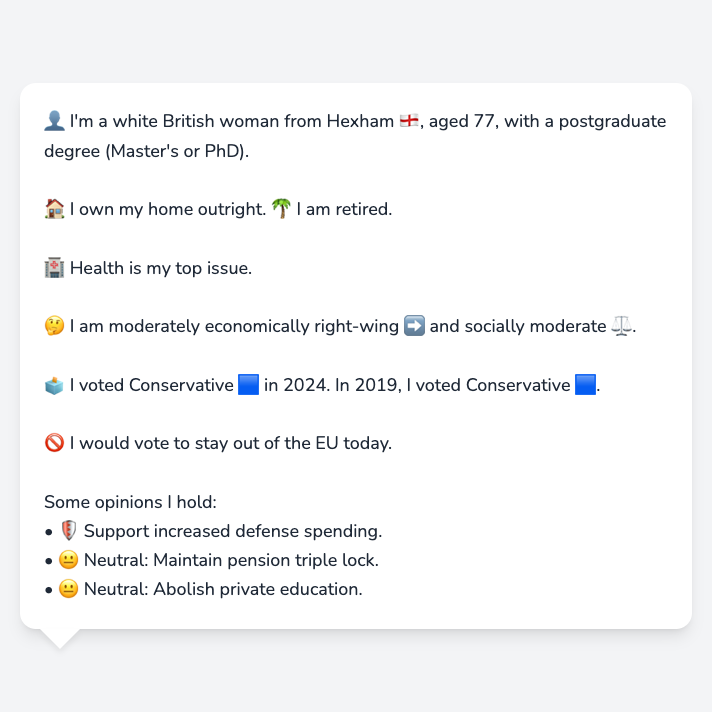 👤 I'm a white British woman from Hexham 🏴󠁧󠁢󠁥󠁮󠁧󠁿, aged 77, with a postgraduate
degree (Master's or PhD).
🏠 I own my home outright. 🌴 I am retired.
🏥 Health is my top issue.
🤔 I am moderately economically right-wing ➡️ and socially moderate ⚖️.
🗳️ I voted Conservative 🟦 in 2024. In 2019, I voted Conservative 🟦.
🚫 I would vote to stay out of the EU today.
Some opinions I hold:
• 🛡️ Support increased defense spending.
• 😐 Neutral: Maintain pension triple lock.
• 😐 Neutral: Abolish private education.